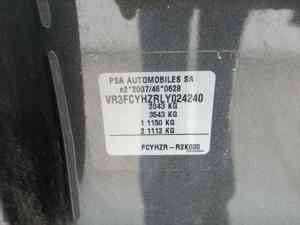 PSA AUTOMOBILES SA
e2*2007/46*0628
VR3FCYHZRLY024240
2043 KG
3543 KG
1 1150 KG
2 1112 KG
FCYHZR-R2K000